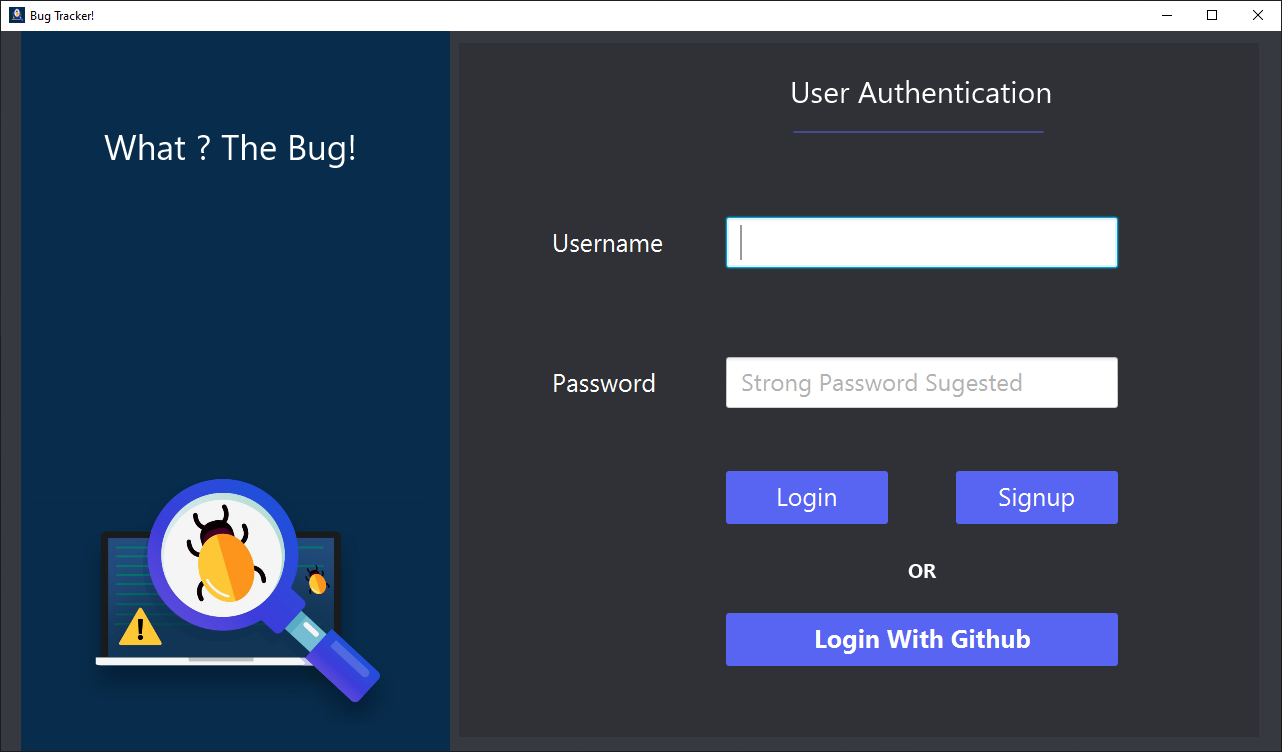 Bug Tracker!
What ? The Bug!
User Authentication
Username
Password
Strong Password Sugested
Login
Signup
OR
Login With Github